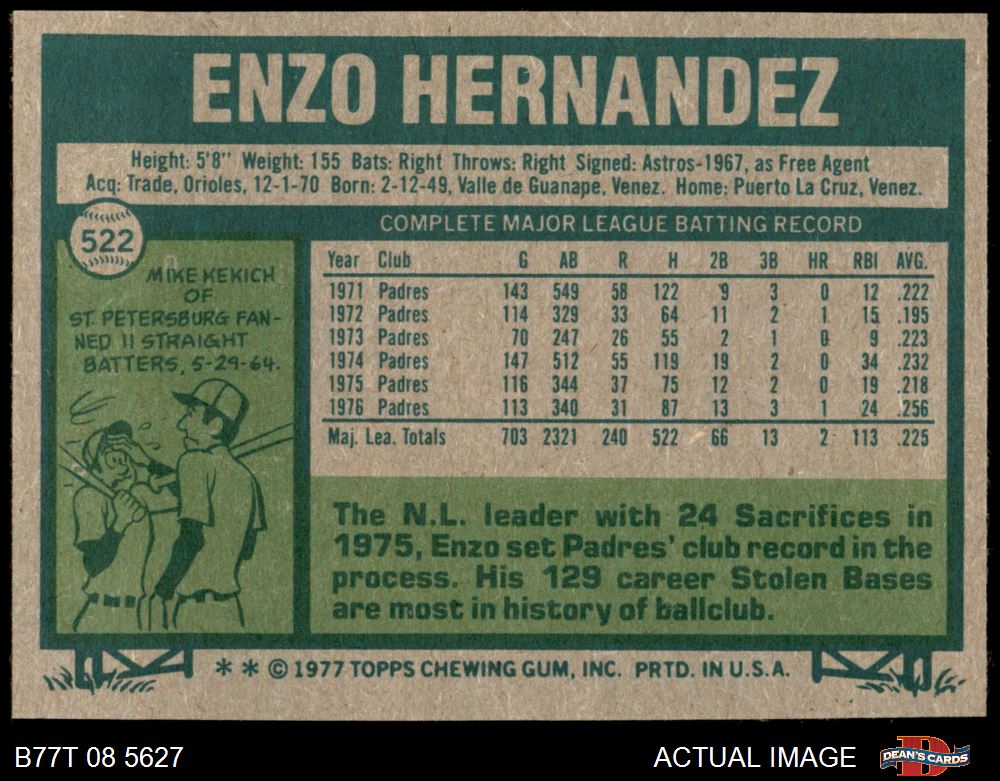 ENZO HERNANDEZ
Height: 5'8" Weight: 155 Bats: Right Throws: Right Signed: Astros-1967, as Free Agent
Acq: Trade, Orioles, 12-1-70 Born: 2-12-49, Valle de Guanape, Venez. Home: Puerto La Cruz, Venez.
522
MIKE KEKICH
OF
ST. PETERSBURG FAN-
NED 11 STRAIGHT
BATTERS, 5-29-64.
COMPLETE MAJOR LEAGUE BATTING RECORD
Year Club G AB R H 2B 3B HR RBI AVG.
1971 Padres 143 549 58 122 9 3 0 12 .222
1972 Padres 114 329 33 64 11 2 1 15 .195
1973 Padres 70 247 26 55 2 1 0 9 .223
1974 Padres 147 512 55 119 19 2 0 34 .232
1975 Padres 116 344 37 75 12 2 0 19 .218
1976 Padres 113 340 31 87 13 3 1 24 .256
Maj. Lea. Totals 703 2321 240 522 66 13 2 113 .225
The N.L. leader with 24 Sacrifices in
1975, Enzo set Padres' club record in the
process. His 129 career Stolen Bases
are most in history of ballclub.
* * © 1977 TOPPS CHEWING GUM, INC. PRTD. IN U.S.A.
B77T 08 5627
ACTUAL IMAGE
D
DEAN'S CARDS